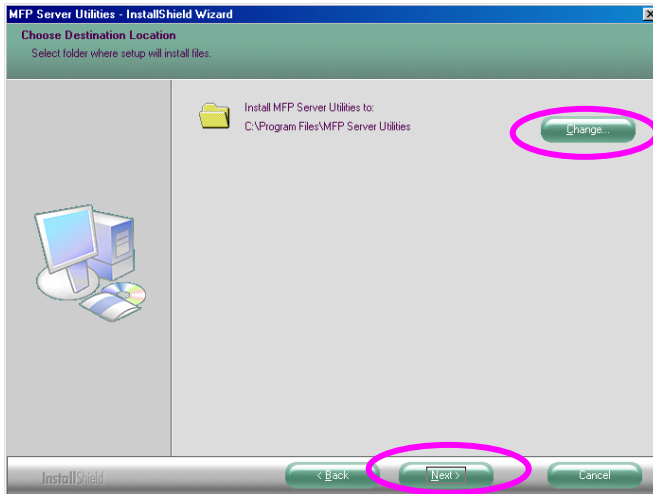 MFP Server Utilities - InstallShield Wizard
Choose Destination Location
Select folder where setup will install files.
Install MFP Server Utilities to:
C:\Program Files\MFP Server Utilities
Change...
InstallShield
< Back
Next >
Cancel